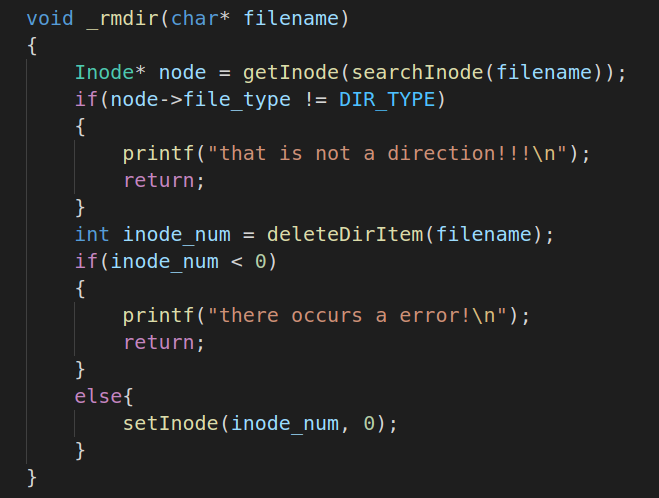 void _rmdir(char* filename)
{
    Inode* node = getInode(searchInode(filename));
    if(node->file_type != DIR_TYPE)
    {
        printf("that is not a direction!!!\n");
        return;
    }
    int inode_num = deleteDirItem(filename);
    if(inode_num < 0)
    {
        printf("there occurs a error!\n");
        return;
    }
    else{
        setInode(inode_num, 0);
    }
}